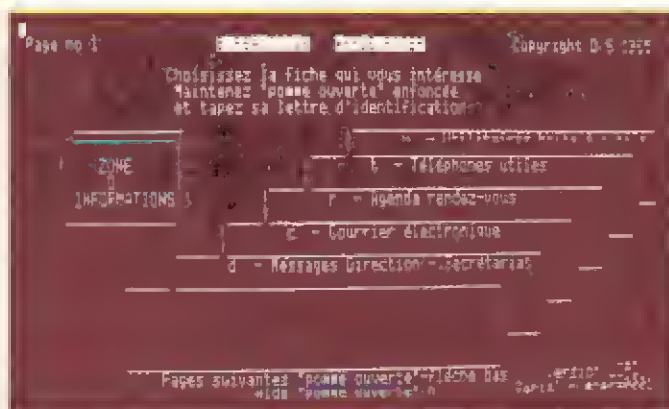 Page mp 1
Copyright
Choisissez la fiche qui vous intéresse
Maintenez "pomme ouverte" enfoncée
et tapez sa lettre d'identification
ZONE
INFORMATIONS
t - Téléphones utiles
r - Agenda rendez-vous
c - Courrier électronique
d - Messages Direction - Secrétariat
Pages suivantes "pomme ouverte" flèche bas
"pomme ouverte"